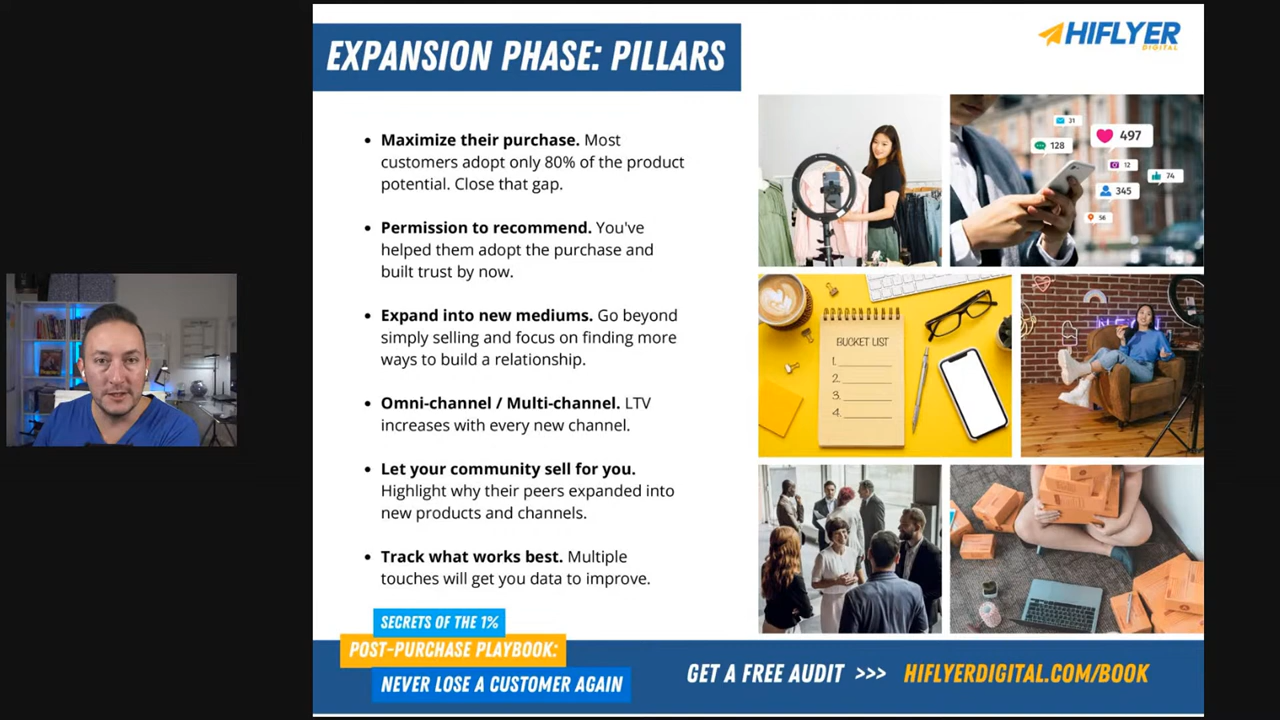 EXPANSION PHASE: PILLARS
HIFLYER
DIGITAL
• Maximize their purchase. Most
customers adopt only 80% of the product
potential. Close that gap.
• Permission to recommend. You've
helped them adopt the purchase and
built trust by now.
• Expand into new mediums. Go beyond
simply selling and focus on finding more
ways to build a relationship.
• Omni-channel / Multi-channel. LTV
increases with every new channel.
• Let your community sell for you.
Highlight why their peers expanded into
new products and channels.
• Track what works best. Multiple
touches will get you data to improve.
31
497
128
12
74
345
56
BUCKET LIST
1.
2.
3.
4.
SECRETS OF THE 1%
POST-PURCHASE PLAYBOOK:
NEVER LOSE A CUSTOMER AGAIN
GET A FREE AUDIT >>> HIFLYERDIGITAL.COM/BOOK